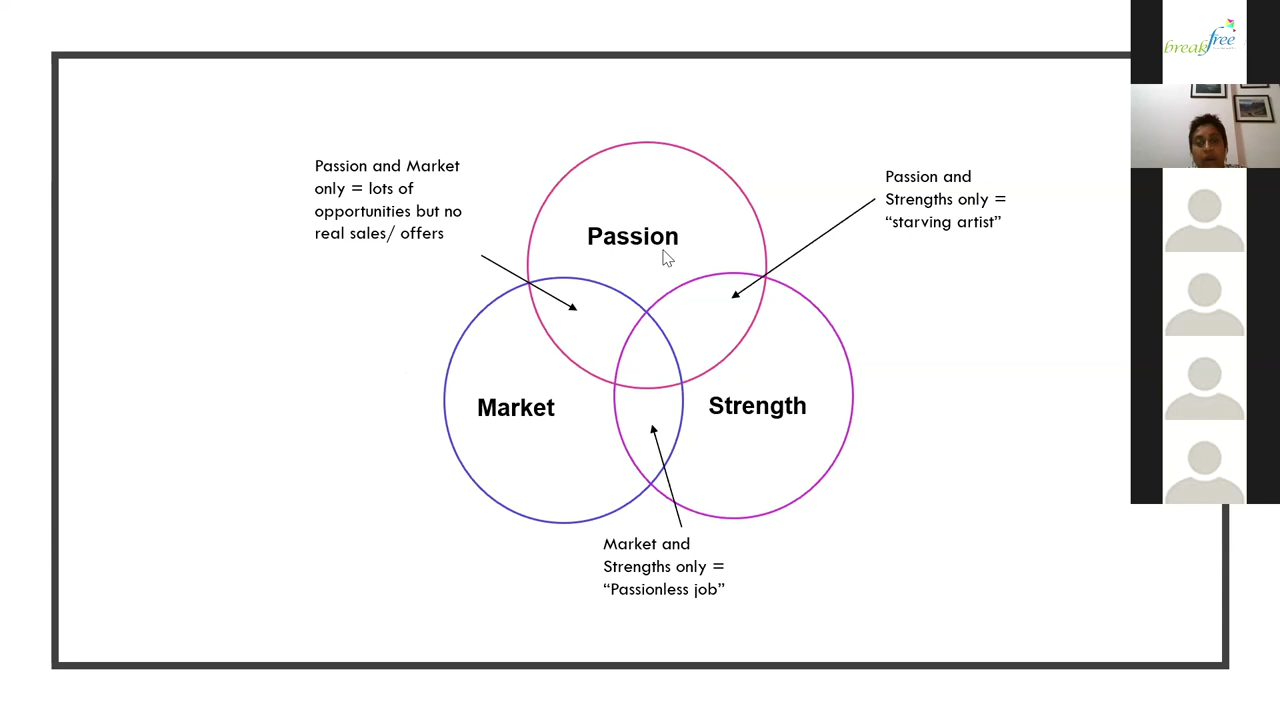 breakfree
Passion and Market
only = lots of
opportunities but no
real sales/ offers
Passion and
Strengths only =
“starving artist”
Passion
Market
Strength
Market and
Strengths only =
“Passionless job”